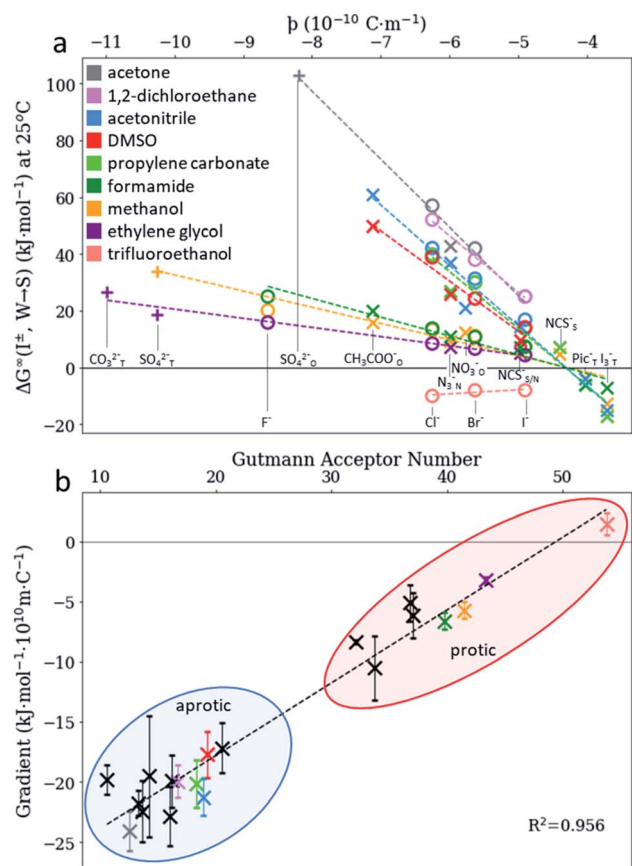 þ (10⁻¹⁰ C·m⁻¹)
−11 −10 −9 −8 −7 −6 −5 −4
a
ΔG∞(I±, W→S) (kJ·mol⁻¹) at 25°C
100
80
60
40
20
0
−20
acetone
1,2-dichloroethane
acetonitrile
DMSO
propylene carbonate
formamide
methanol
ethylene glycol
trifluoroethanol
CO₃²⁻T SO₄²⁻T F⁻ SO₄²⁻O CH₃COO⁻O Cl⁻ N₃⁻N Br⁻ NO₃⁻O I⁻ NCS⁻S/N NCS⁻S Pic⁻T I₃⁻T
Gutmann Acceptor Number
10 20 30 40 50
b
Gradient (kJ·mol⁻¹·10¹⁰m·C⁻¹)
0
−5
−10
−15
−20
−25
aprotic
protic
R²=0.956